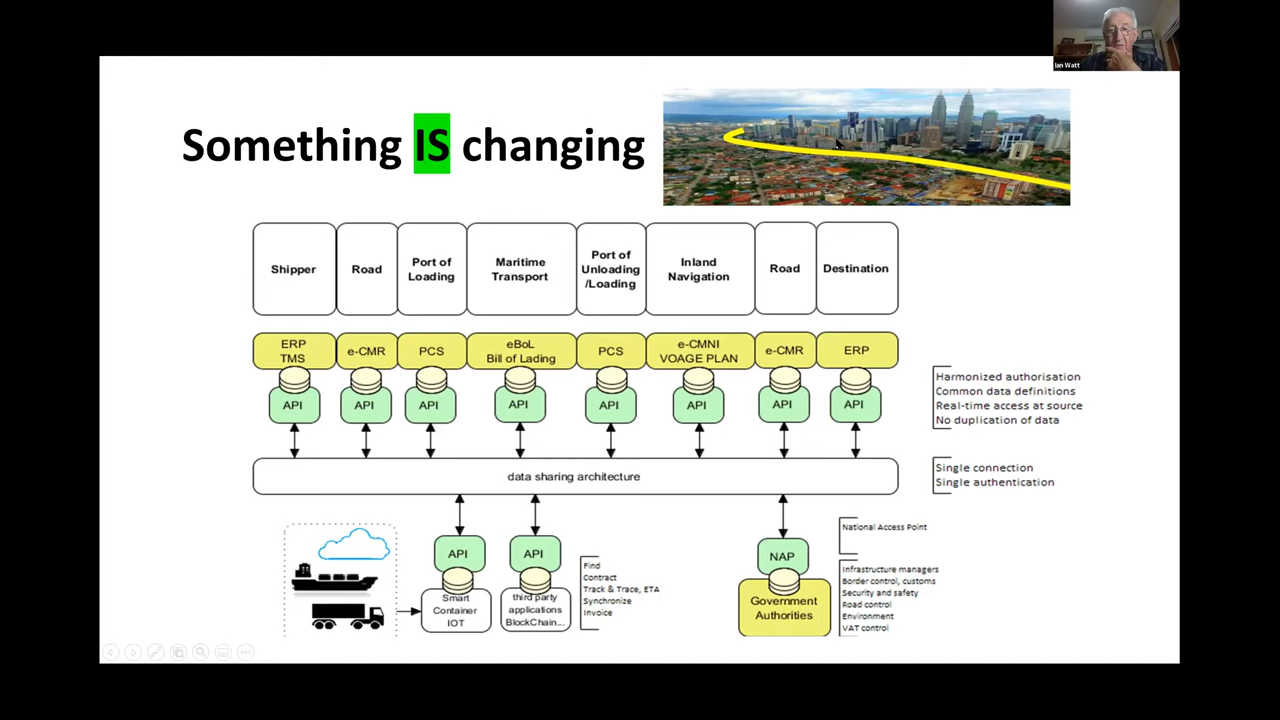 Ian Watt
Something IS changing
Shipper
Road
Port of
Loading
Maritime
Transport
Port of
Unloading
/Loading
Inland
Navigation
Road
Destination
ERP
TMS
e-CMR
PCS
eBoL
Bill of Lading
PCS
e-CMNI
VOAGE PLAN
e-CMR
ERP
API
API
API
API
API
API
API
API
Harmonized authorisation
Common data definitions
Real-time access at source
No duplication of data
data sharing architecture
Single connection
Single authentication
API
Smart
Container
IOT
API
third party
applications
BlockChain...
Find
Contract
Track & Trace, ETA
Synchronize
Invoice
NAP
Government
Authorities
National Access Point
Infrastructure managers
Border control, customs
Security and safety
Road control
Environment
VAT control